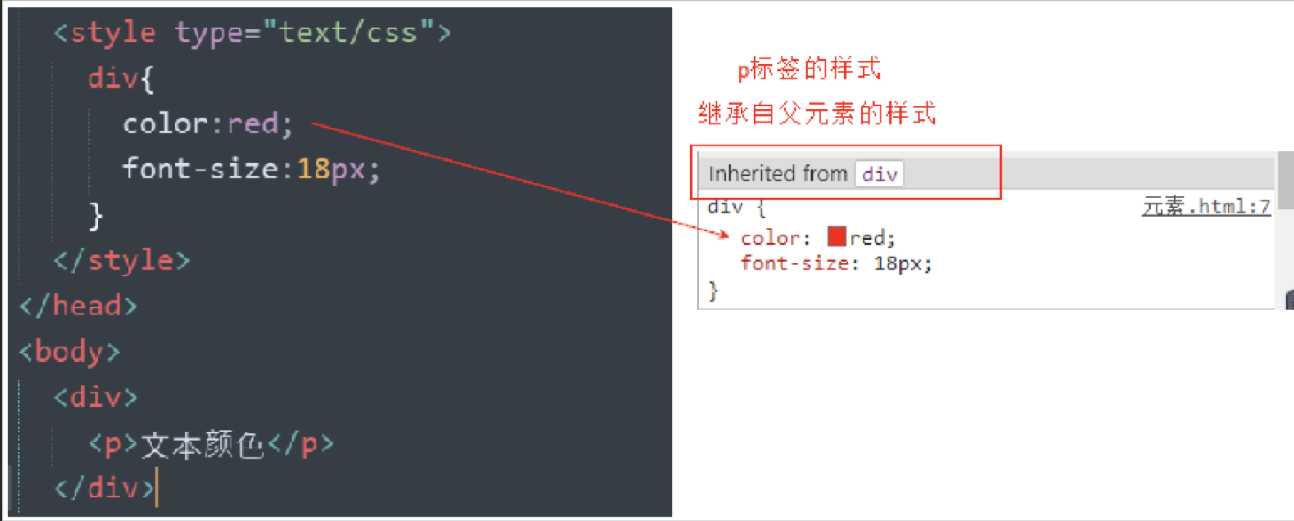 <style type="text/css">
div{
color:red;
font-size:18px;
}
</style>
</head>
<body>
<div>
<p>文本颜色</p>
</div>
p标签的样式
继承自父元素的样式
Inherited from div
div {
元素.html:7
color: red;
font-size: 18px;
}